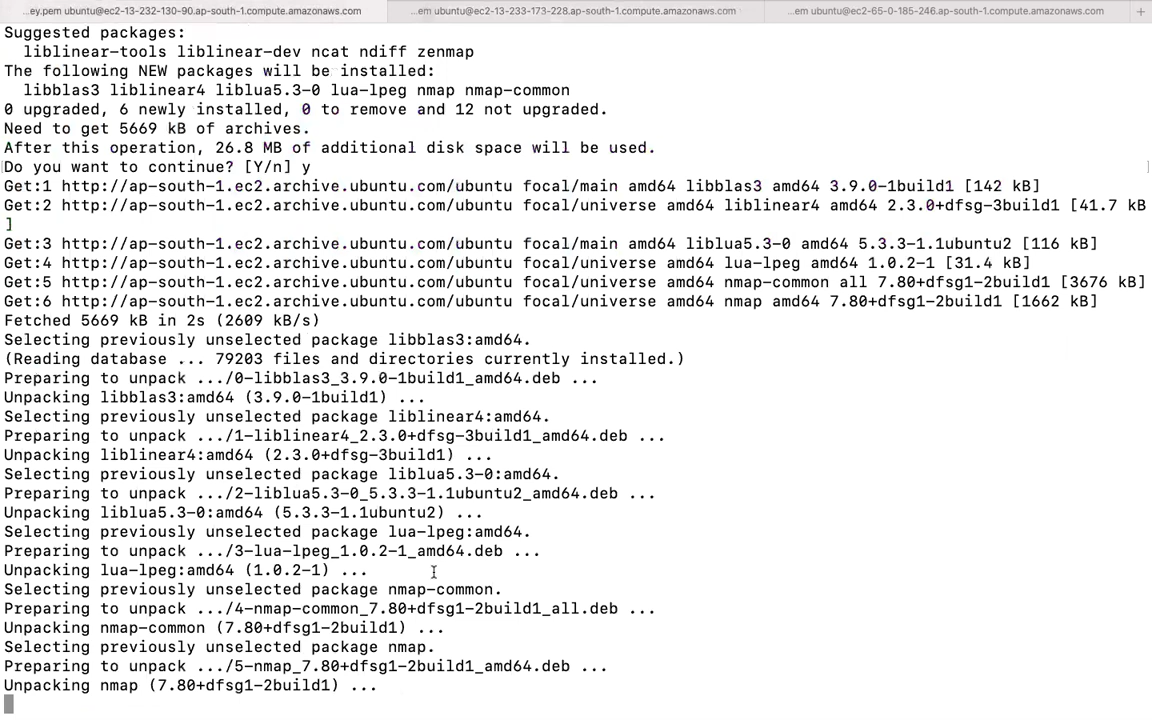 ...ey.pem ubuntu@ec2-13-232-130-90.ap-south-1.compute.amazonaws.com
...em ubuntu@ec2-13-233-173-228.ap-south-1.compute.amazonaws.com
...em ubuntu@ec2-65-0-185-246.ap-south-1.compute.amazonaws.com
+
Suggested packages:
  liblinear-tools liblinear-dev ncat ndiff zenmap
The following NEW packages will be installed:
  libblas3 liblinear4 liblua5.3-0 lua-lpeg nmap nmap-common
0 upgraded, 6 newly installed, 0 to remove and 12 not upgraded.
Need to get 5669 kB of archives.
After this operation, 26.8 MB of additional disk space will be used.
Do you want to continue? [Y/n] y
Get:1 http://ap-south-1.ec2.archive.ubuntu.com/ubuntu focal/main amd64 libblas3 amd64 3.9.0-1build1 [142 kB]
Get:2 http://ap-south-1.ec2.archive.ubuntu.com/ubuntu focal/universe amd64 liblinear4 amd64 2.3.0+dfsg-3build1 [41.7 kB
]
Get:3 http://ap-south-1.ec2.archive.ubuntu.com/ubuntu focal/main amd64 liblua5.3-0 amd64 5.3.3-1.1ubuntu2 [116 kB]
Get:4 http://ap-south-1.ec2.archive.ubuntu.com/ubuntu focal/universe amd64 lua-lpeg amd64 1.0.2-1 [31.4 kB]
Get:5 http://ap-south-1.ec2.archive.ubuntu.com/ubuntu focal/universe amd64 nmap-common all 7.80+dfsg1-2build1 [3676 kB]
Get:6 http://ap-south-1.ec2.archive.ubuntu.com/ubuntu focal/universe amd64 nmap amd64 7.80+dfsg1-2build1 [1662 kB]
Fetched 5669 kB in 2s (2609 kB/s)
Selecting previously unselected package libblas3:amd64.
(Reading database ... 79203 files and directories currently installed.)
Preparing to unpack .../0-libblas3_3.9.0-1build1_amd64.deb ...
Unpacking libblas3:amd64 (3.9.0-1build1) ...
Selecting previously unselected package liblinear4:amd64.
Preparing to unpack .../1-liblinear4_2.3.0+dfsg-3build1_amd64.deb ...
Unpacking liblinear4:amd64 (2.3.0+dfsg-3build1) ...
Selecting previously unselected package liblua5.3-0:amd64.
Preparing to unpack .../2-liblua5.3-0_5.3.3-1.1ubuntu2_amd64.deb ...
Unpacking liblua5.3-0:amd64 (5.3.3-1.1ubuntu2) ...
Selecting previously unselected package lua-lpeg:amd64.
Preparing to unpack .../3-lua-lpeg_1.0.2-1_amd64.deb ...
Unpacking lua-lpeg:amd64 (1.0.2-1) ...
Selecting previously unselected package nmap-common.
Preparing to unpack .../4-nmap-common_7.80+dfsg1-2build1_all.deb ...
Unpacking nmap-common (7.80+dfsg1-2build1) ...
Selecting previously unselected package nmap.
Preparing to unpack .../5-nmap_7.80+dfsg1-2build1_amd64.deb ...
Unpacking nmap (7.80+dfsg1-2build1) ...